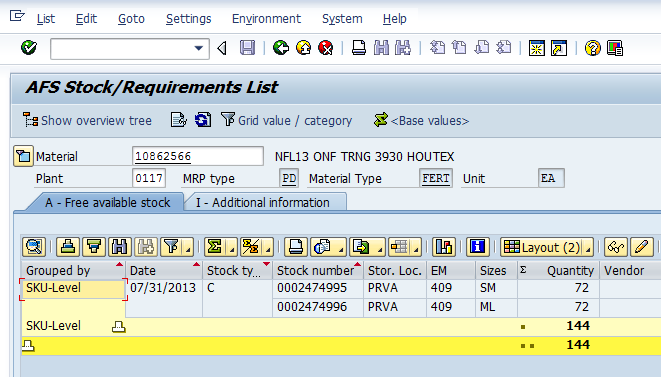 List Edit Goto Settings Environment System Help
AFS Stock/Requirements List
Show overview tree Grid value / category <Base values>
Material 10862566 NFL13 ONF TRNG 3930 HOUTEX
Plant 0117 MRP type PD Material Type FERT Unit EA
A - Free available stock I - Additional information
Layout (2)
Grouped by Date Stock ty... Stock number Stor. Loc. EM Sizes Σ Quantity Vendor
SKU-Level 07/31/2013 C 0002474995 PRVA 409 SM 72
0002474996 PRVA 409 ML 72
SKU-Level 144
144